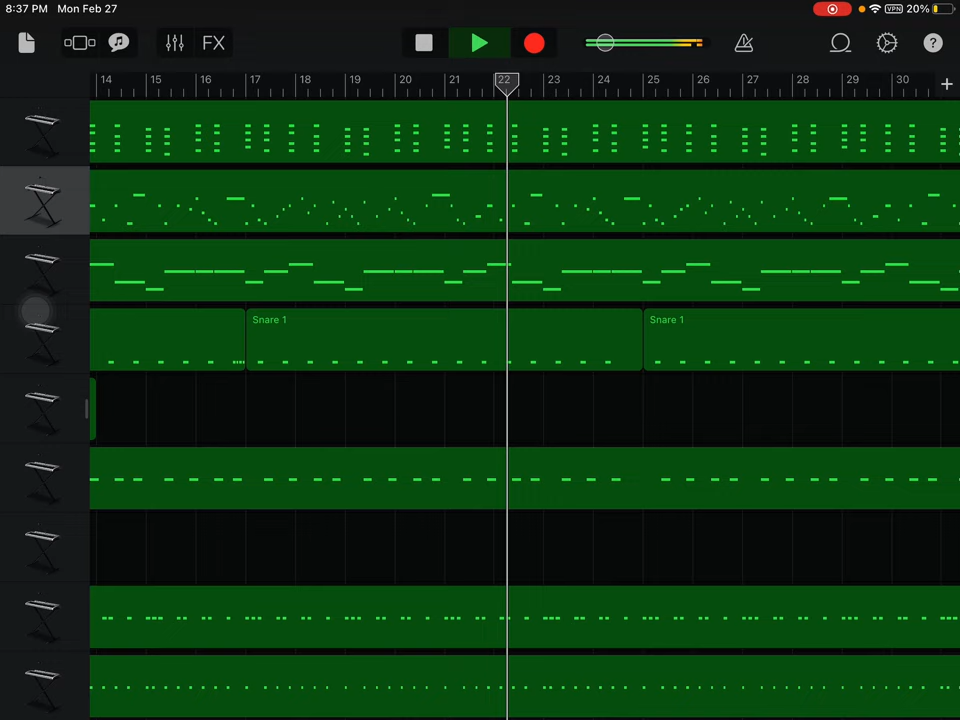 8:37 PM Mon Feb 27 VPN 20%
FX ?
14 15 16 17 18 19 20 21 22 23 24 25 26 27 28 29 30 +
Snare 1 Snare 1